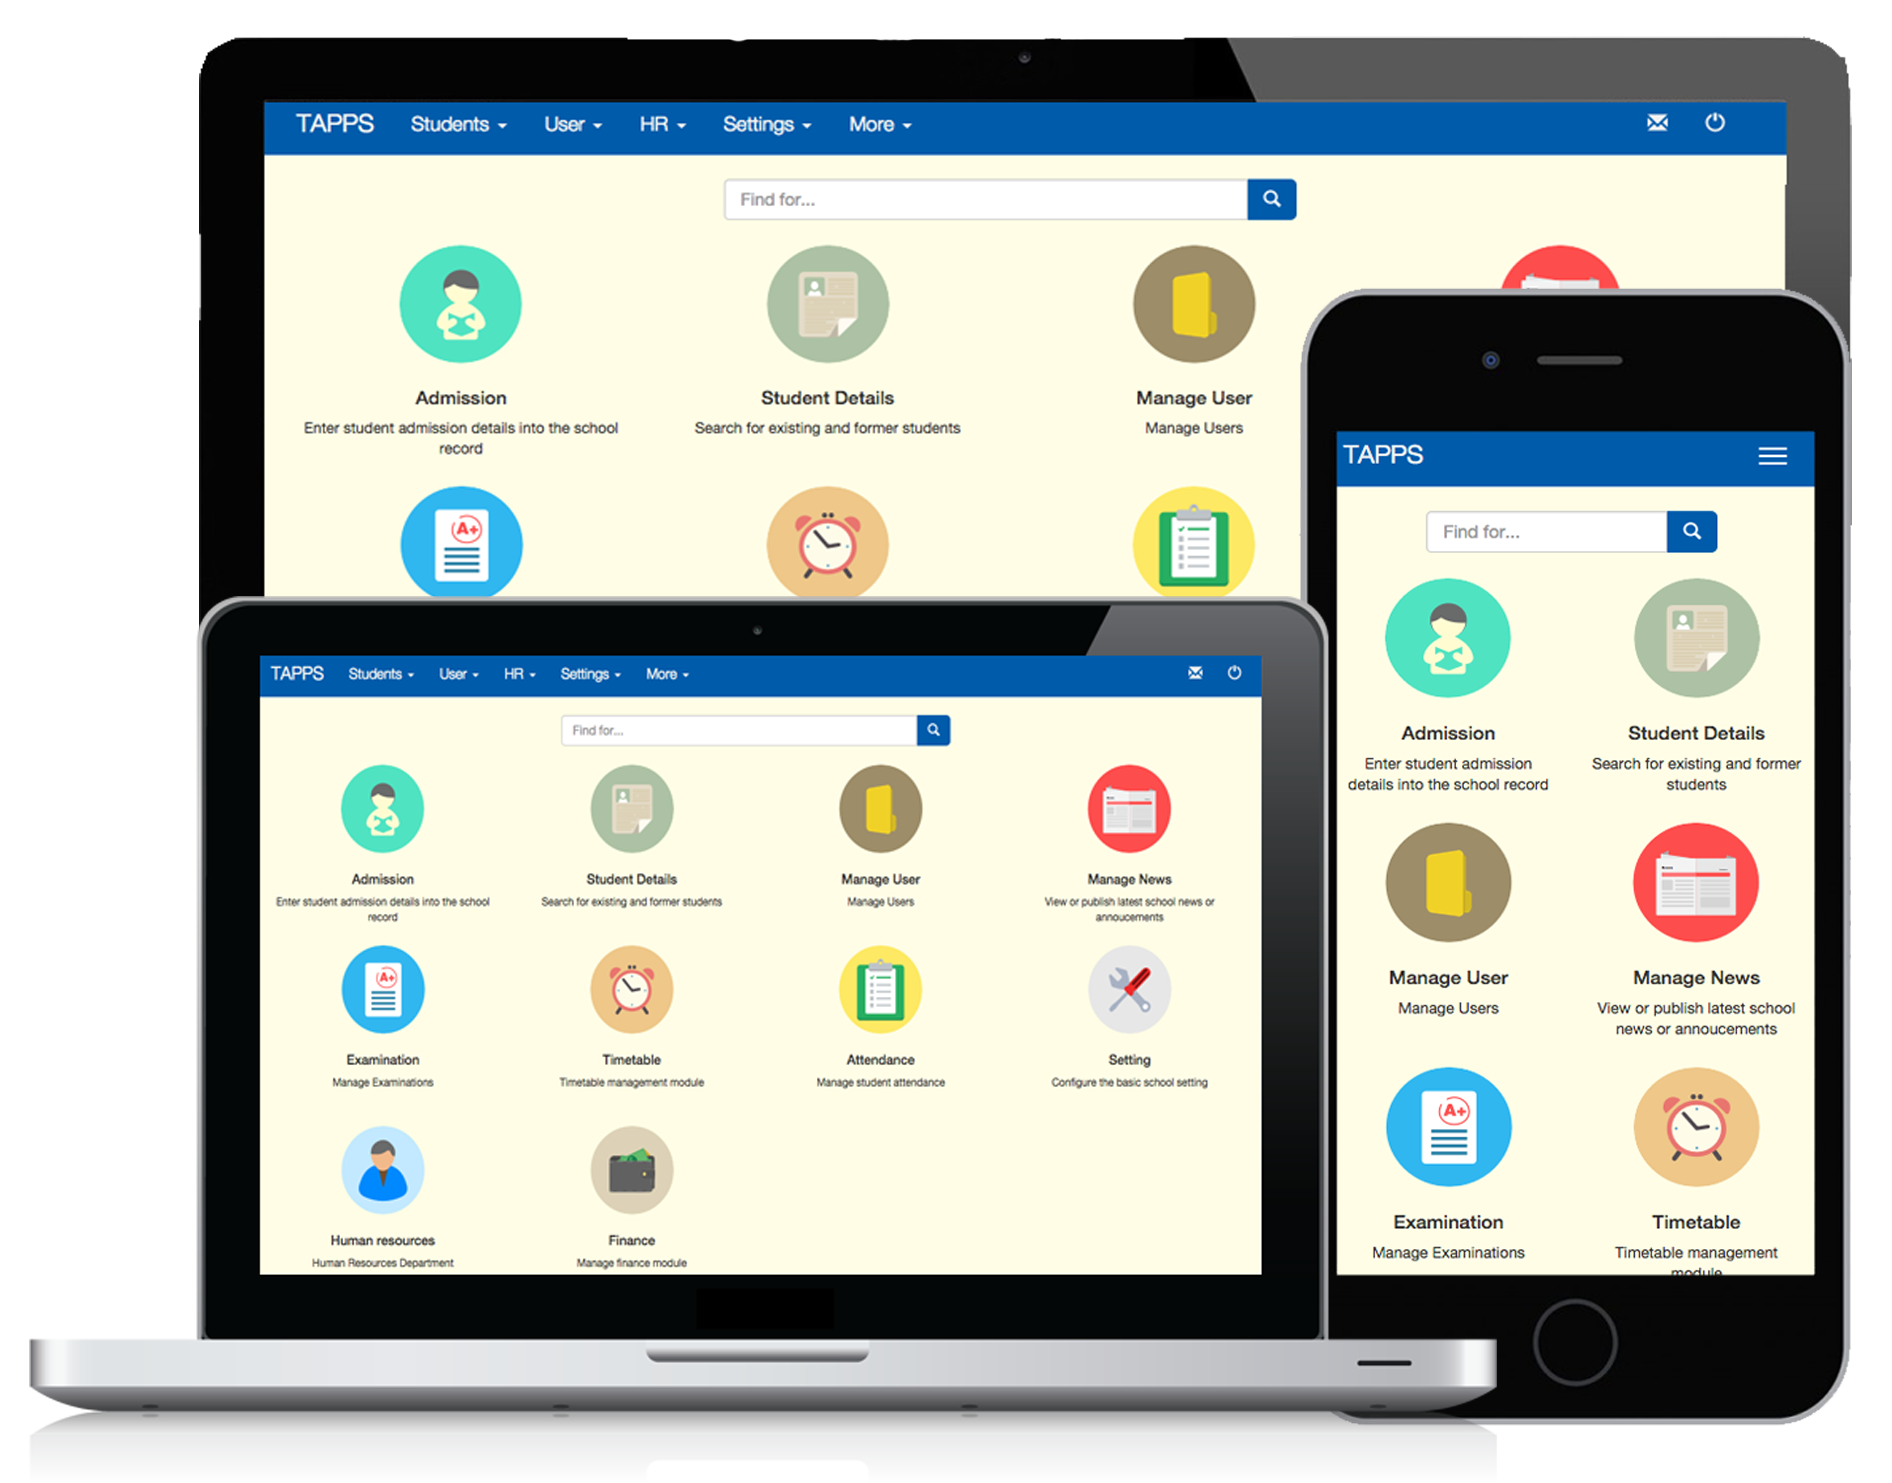 TAPPS Students User HR Settings More
Find for...
Admission
Enter student admission details into the school
record
Student Details
Search for existing and former students
Manage User
Manage Users
A+
TAPPS Students User HR Settings More
Find for...
Admission
Enter student admission details into the school
record
Student Details
Search for existing and former students
Manage User
Manage Users
Manage News
View or publish latest school news or
annoucements
A+
Examination
Manage Examinations
Timetable
Timetable management module
Attendance
Manage student attendance
Setting
Configure the basic school setting
Human resources
Human Resources Department
Finance
Manage finance module
TAPPS
Find for...
Admission
Enter student admission
details into the school record
Student Details
Search for existing and former
students
Manage User
Manage Users
Manage News
View or publish latest school
news or annoucements
A+
Examination
Manage Examinations
Timetable
Timetable management
module